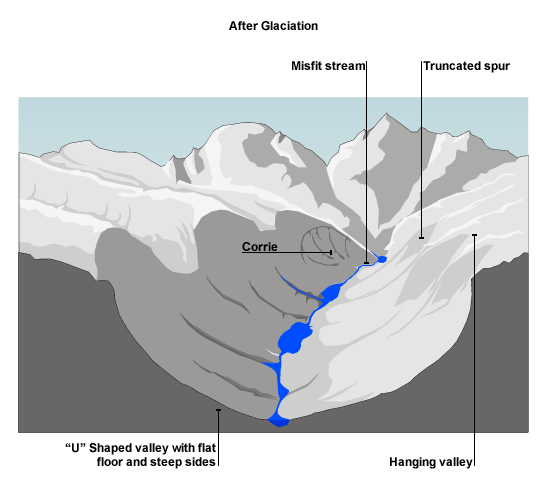 After Glaciation
Misfit stream
Truncated spur
Corrie
“U” Shaped valley with flat
floor and steep sides
Hanging valley